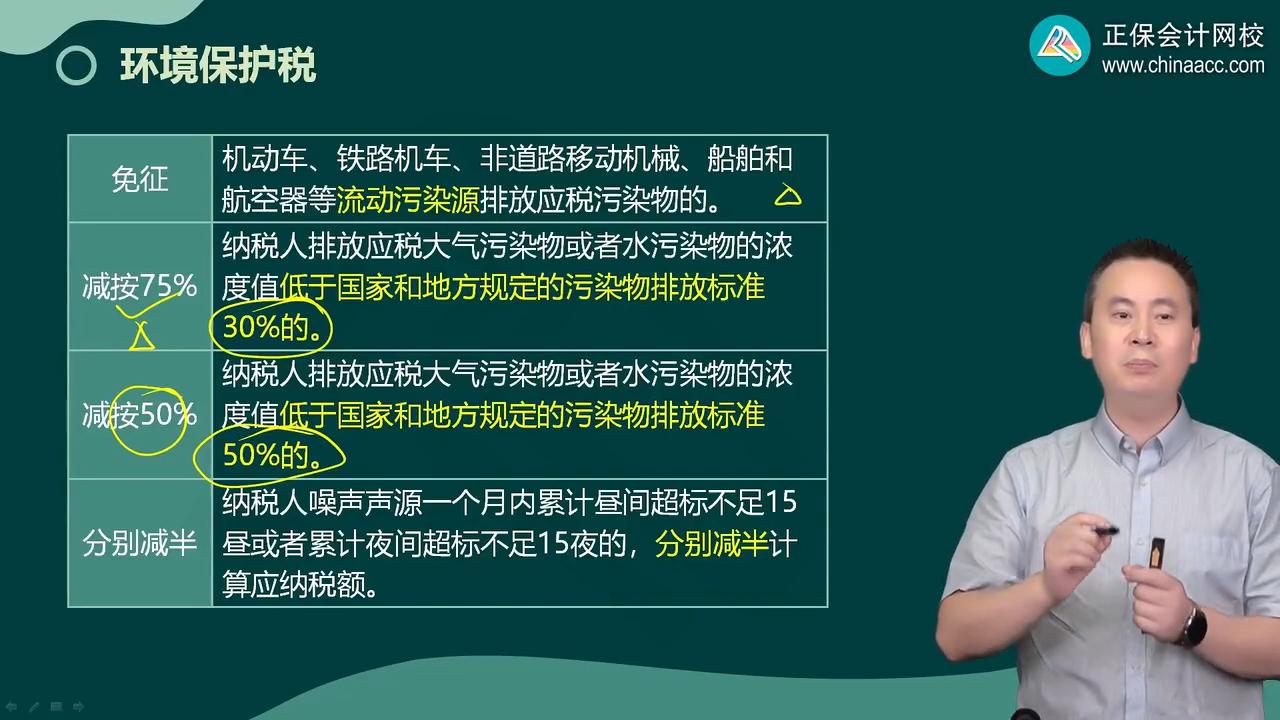 环境保护税
正保会计网校
www.chinaacc.com
免征
机动车、铁路机车、非道路移动机械、船舶和
航空器等流动污染源排放应税污染物的。
减按75%
纳税人排放应税大气污染物或者水污染物的浓
度值低于国家和地方规定的污染物排放标准
30%的。
减按50%
纳税人排放应税大气污染物或者水污染物的浓
度值低于国家和地方规定的污染物排放标准
50%的。
分别减半
纳税人噪声声源一个月内累计昼间超标不足15
昼或者累计夜间超标不足15夜的，分别减半计
算应纳税额。